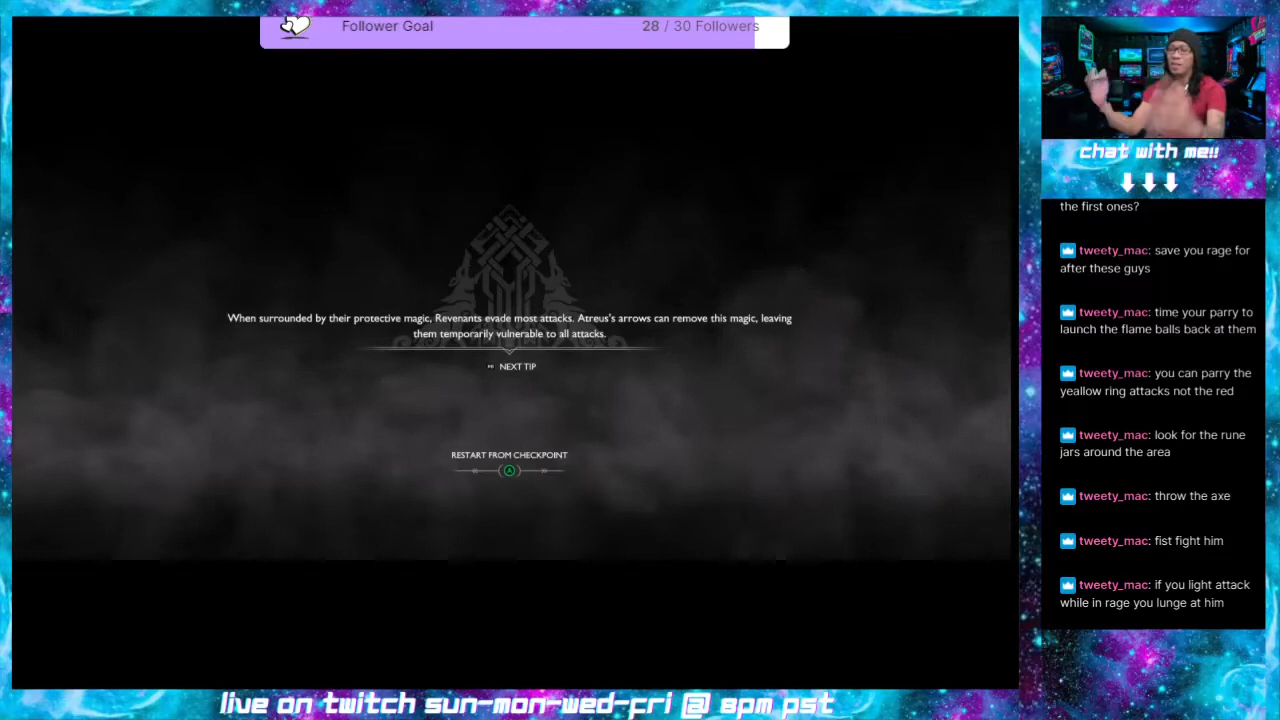 Follower Goal
28 / 30 Followers
When surrounded by their protective magic, Revenants evade most attacks. Atreus's arrows can remove this magic, leaving
them temporarily vulnerable to all attacks.
NEXT TIP
RESTART FROM CHECKPOINT
A
chat with me!!
the first ones?
tweety_mac: save you rage for
after these guys
tweety_mac: time your parry to
launch the flame balls back at them
tweety_mac: you can parry the
yeallow ring attacks not the red
tweety_mac: look for the rune
jars around the area
tweety_mac: throw the axe
tweety_mac: fist fight him
tweety_mac: if you light attack
while in rage you lunge at him
live on twitch sun-mon-wed-fri @ 8pm pst